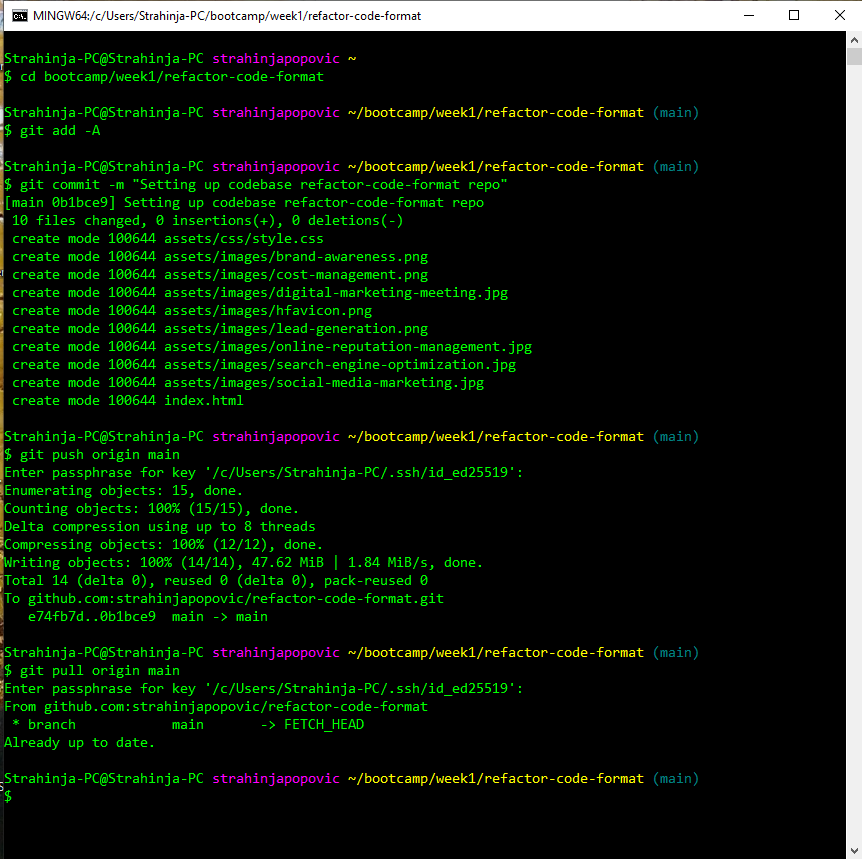 MINGW64:/c/Users/Strahinja-PC/bootcamp/week1/refactor-code-format
Strahinja-PC@Strahinja-PC strahinjapopovic ~
$ cd bootcamp/week1/refactor-code-format
Strahinja-PC@Strahinja-PC strahinjapopovic ~/bootcamp/week1/refactor-code-format (main)
$ git add -A
Strahinja-PC@Strahinja-PC strahinjapopovic ~/bootcamp/week1/refactor-code-format (main)
$ git commit -m "Setting up codebase refactor-code-format repo"
[main 0b1bce9] Setting up codebase refactor-code-format repo
10 files changed, 0 insertions(+), 0 deletions(-)
create mode 100644 assets/css/style.css
create mode 100644 assets/images/brand-awareness.png
create mode 100644 assets/images/cost-management.png
create mode 100644 assets/images/digital-marketing-meeting.jpg
create mode 100644 assets/images/hfavicon.png
create mode 100644 assets/images/lead-generation.png
create mode 100644 assets/images/online-reputation-management.jpg
create mode 100644 assets/images/search-engine-optimization.jpg
create mode 100644 assets/images/social-media-marketing.jpg
create mode 100644 index.html
Strahinja-PC@Strahinja-PC strahinjapopovic ~/bootcamp/week1/refactor-code-format (main)
$ git push origin main
Enter passphrase for key '/c/Users/Strahinja-PC/.ssh/id_ed25519':
Enumerating objects: 15, done.
Counting objects: 100% (15/15), done.
Delta compression using up to 8 threads
Compressing objects: 100% (12/12), done.
Writing objects: 100% (14/14), 47.62 MiB | 1.84 MiB/s, done.
Total 14 (delta 0), reused 0 (delta 0), pack-reused 0
To github.com:strahinjapopovic/refactor-code-format.git
e74fb7d..0b1bce9  main -> main
Strahinja-PC@Strahinja-PC strahinjapopovic ~/bootcamp/week1/refactor-code-format (main)
$ git pull origin main
Enter passphrase for key '/c/Users/Strahinja-PC/.ssh/id_ed25519':
From github.com:strahinjapopovic/refactor-code-format
* branch            main       -> FETCH_HEAD
Already up to date.
Strahinja-PC@Strahinja-PC strahinjapopovic ~/bootcamp/week1/refactor-code-format (main)
$